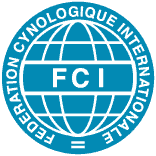 FEDERATION CYNOLOGIQUE INTERNATIONALE
FCI